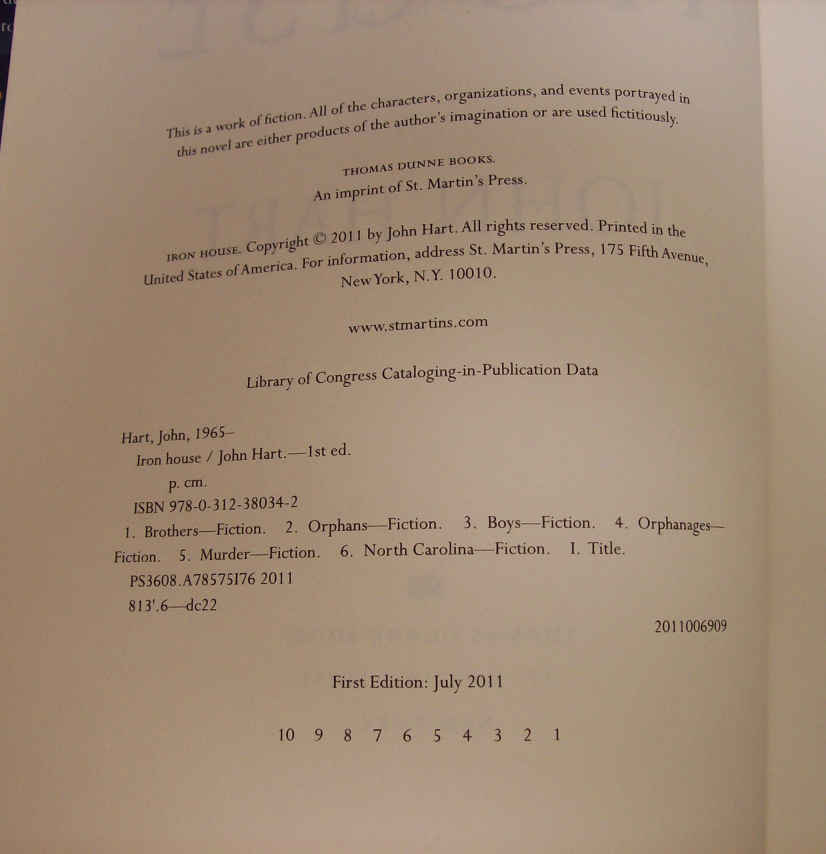 This is a work of fiction. All of the characters, organizations, and events portrayed in
this novel are either products of the author's imagination or are used fictitiously.
THOMAS DUNNE BOOKS.
An imprint of St. Martin's Press.
IRON HOUSE. Copyright © 2011 by John Hart. All rights reserved. Printed in the
United States of America. For information, address St. Martin's Press, 175 Fifth Avenue,
New York, N.Y. 10010.
www.stmartins.com
Library of Congress Cataloging-in-Publication Data
Hart, John, 1965–
Iron house / John Hart.—1st ed.
p. cm.
ISBN 978-0-312-38034-2
1. Brothers—Fiction. 2. Orphans—Fiction. 3. Boys—Fiction. 4. Orphanages—
Fiction. 5. Murder—Fiction. 6. North Carolina—Fiction. I. Title.
PS3608.A78575I76 2011
813'.6—dc22
2011006909
First Edition: July 2011
10 9 8 7 6 5 4 3 2 1